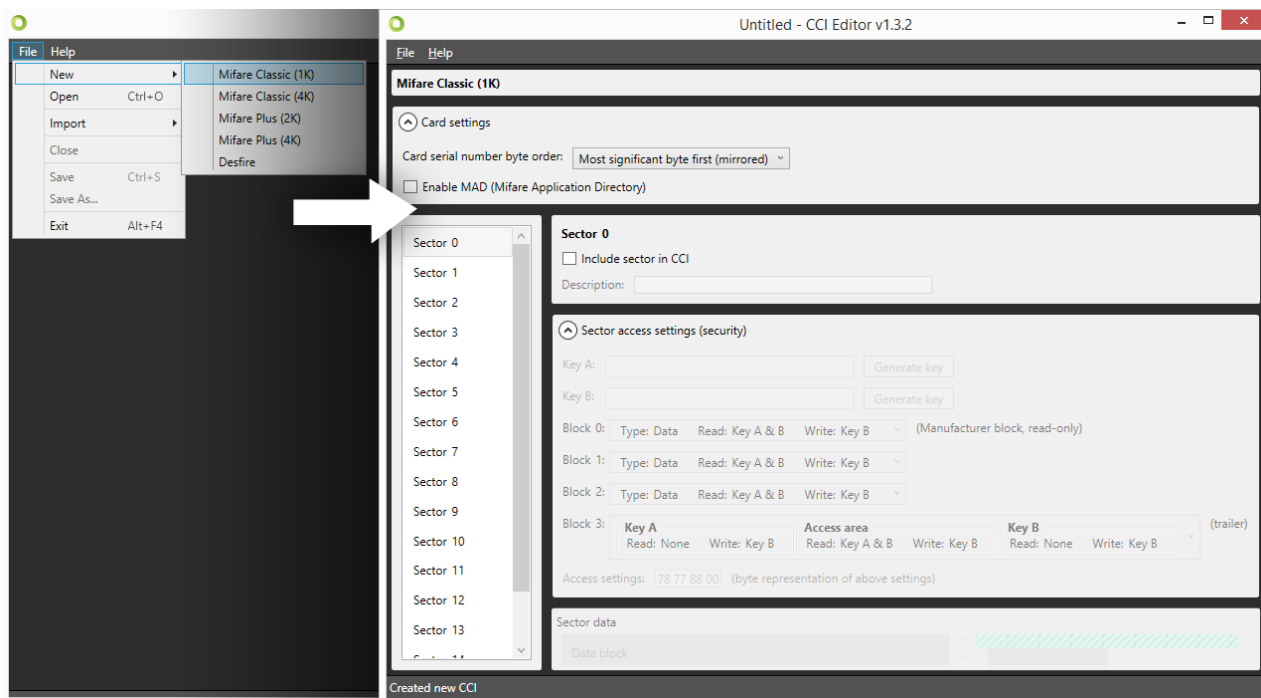 File Help
New
Open Ctrl+O
Import
Close
Save Ctrl+S
Save As...
Exit Alt+F4
Mifare Classic (1K)
Mifare Classic (4K)
Mifare Plus (2K)
Mifare Plus (4K)
Desfire
Untitled - CCI Editor v1.3.2
File Help
Mifare Classic (1K)
Card settings
Card serial number byte order: Most significant byte first (mirrored)
Enable MAD (Mifare Application Directory)
Sector 0
Sector 1
Sector 2
Sector 3
Sector 4
Sector 5
Sector 6
Sector 7
Sector 8
Sector 9
Sector 10
Sector 11
Sector 12
Sector 13
Sector 14
Sector 0
Include sector in CCI
Description:
Sector access settings (security)
Key A: Generate key
Key B: Generate key
Block 0: Type: Data Read: Key A & B Write: Key B (Manufacturer block, read-only)
Block 1: Type: Data Read: Key A & B Write: Key B
Block 2: Type: Data Read: Key A & B Write: Key B
Block 3: Key A Access area Key B (trailer)
Read: None Write: Key B Read: Key A & B Write: Key B Read: None Write: Key B
Access settings: 78 77 88 00 (byte representation of above settings)
Sector data
Data block
Created new CCI